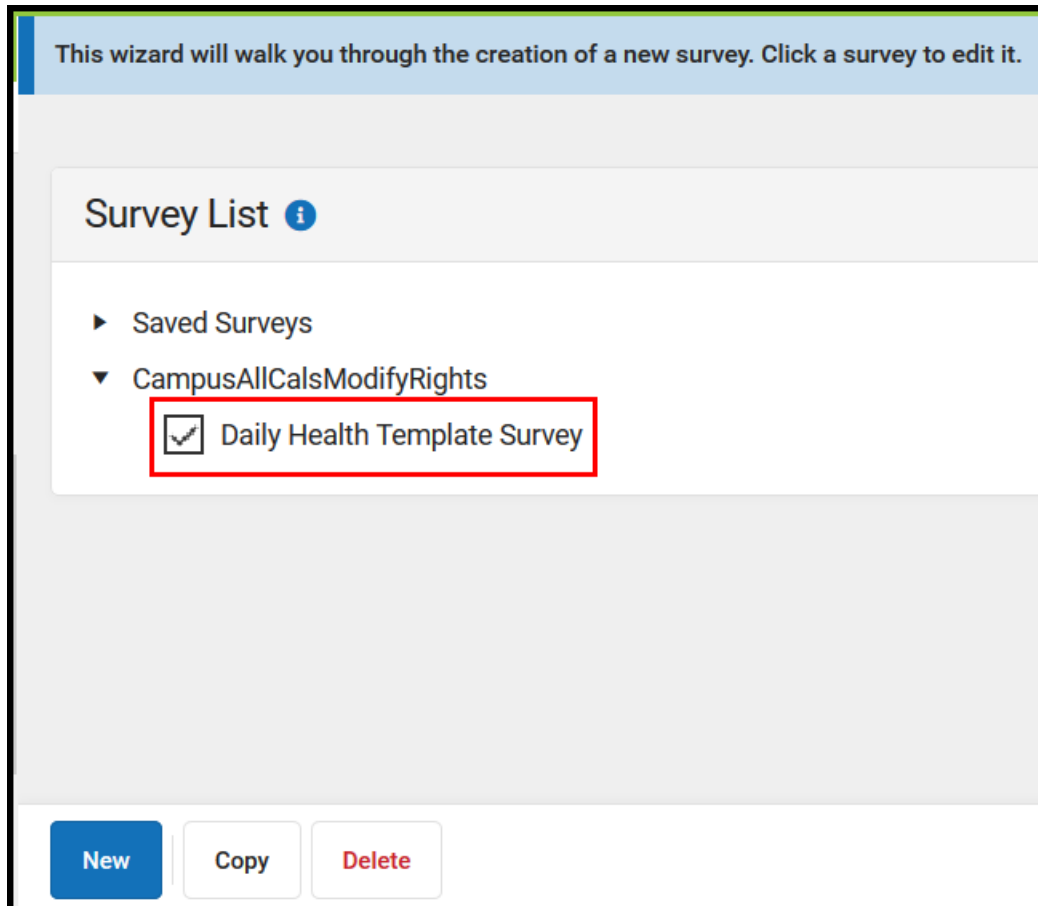 This wizard will walk you through the creation of a new survey. Click a survey to edit it.
Survey List
Saved Surveys
CampusAllCalsModifyRights
Daily Health Template Survey
New
Copy
Delete